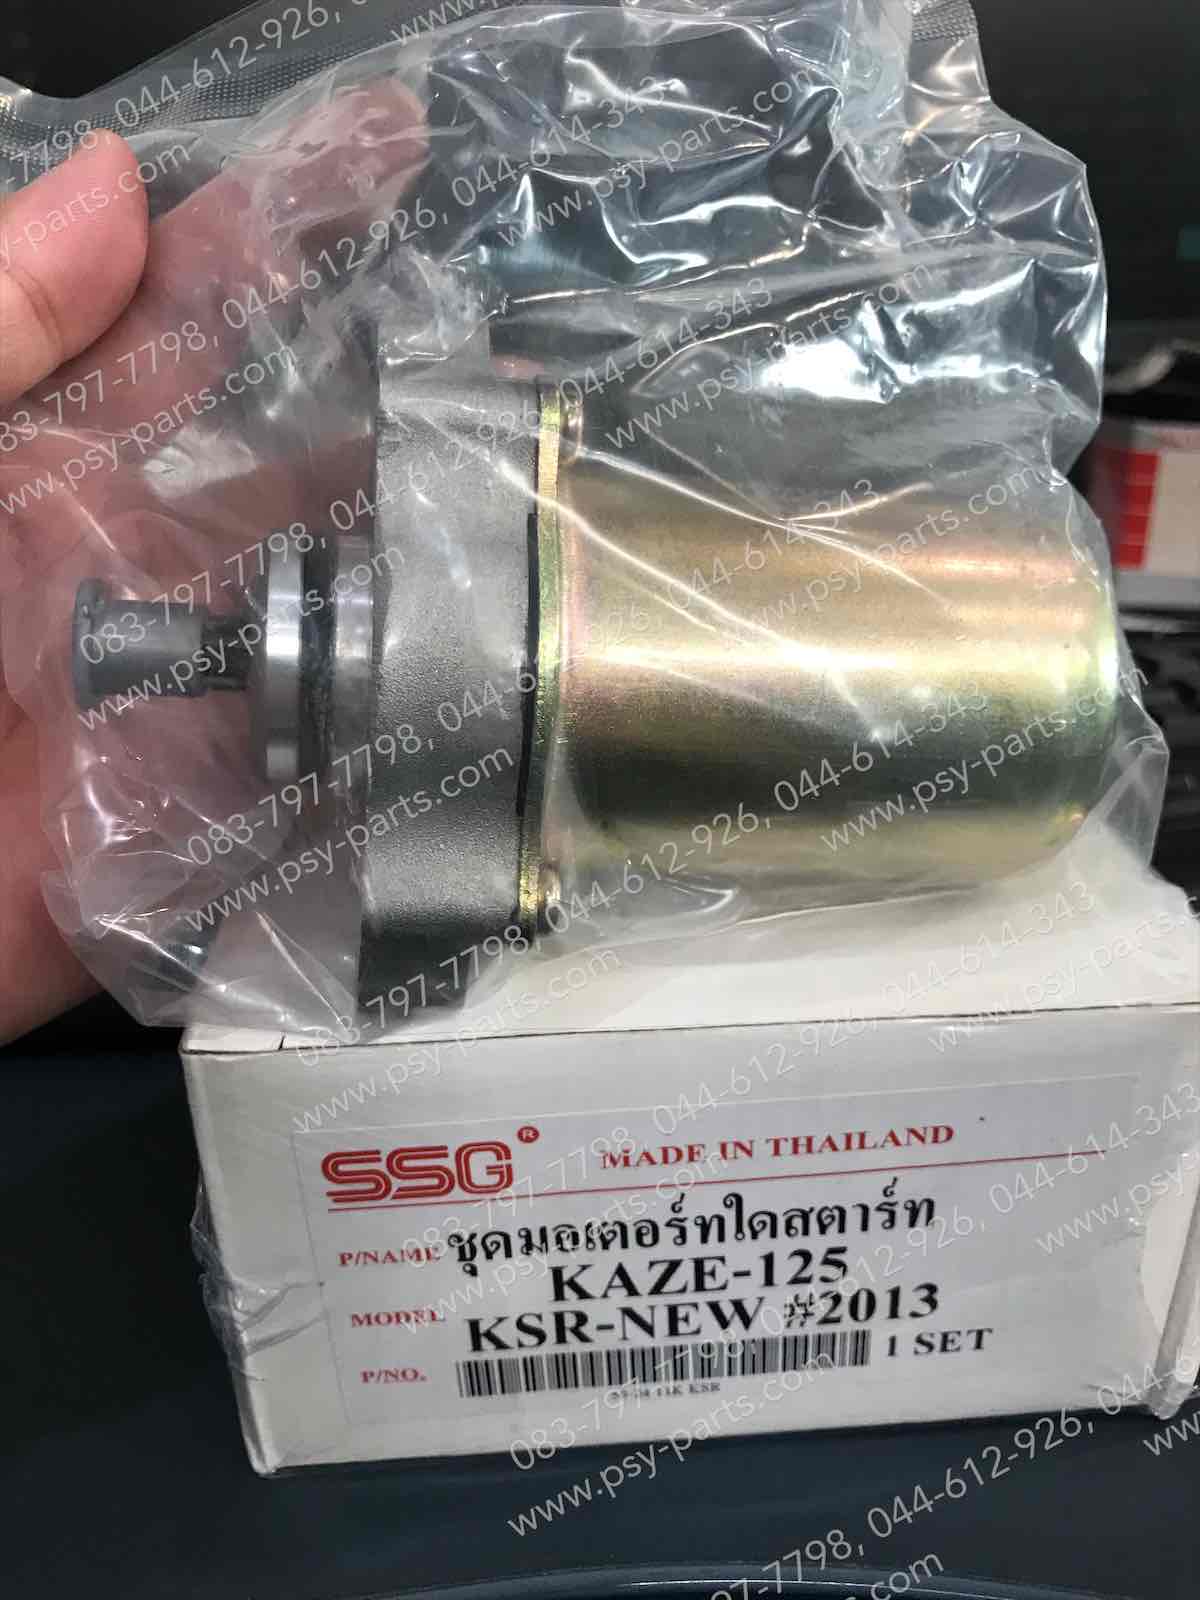 083-797-7798, 044-612-926, 044-614-343
www.psy-parts.com
SSG®
MADE IN THAILAND
P/NAME ชุดมอเตอร์ทใดสตาร์ท
KAZE-125
MODEL KSR-NEW #2013
P/NO. 1 SET